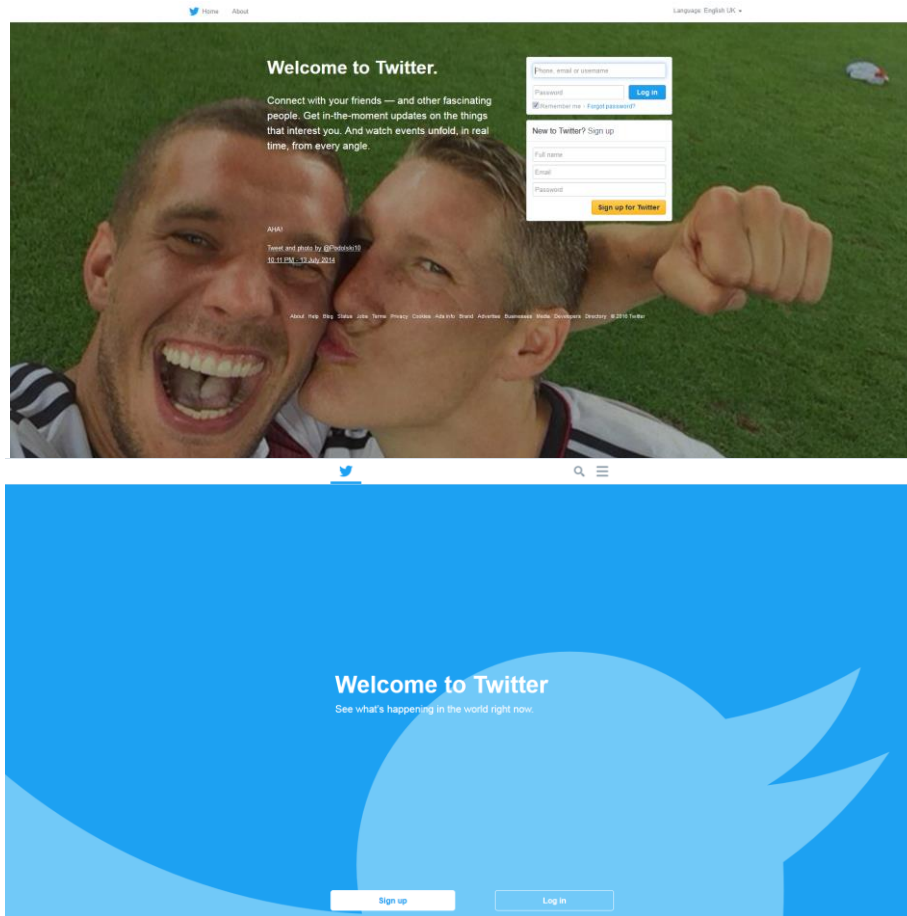 Home About
Language: English UK
Welcome to Twitter.
Connect with your friends — and other fascinating
people. Get in-the-moment updates on the things
that interest you. And watch events unfold, in real
time, from every angle.
Phone, email or username
Password Log in
Remember me · Forgot password?
New to Twitter? Sign up
Full name
Email
Password
Sign up for Twitter
AHA!
Tweet and photo by @Podolski10
10:11 PM - 13 July 2014
About Help Blog Status Jobs Terms Privacy Cookies Ads info Brand Advertise Businesses Media Developers Directory © 2016 Twitter
Welcome to Twitter
See what's happening in the world right now.
Sign up Log in